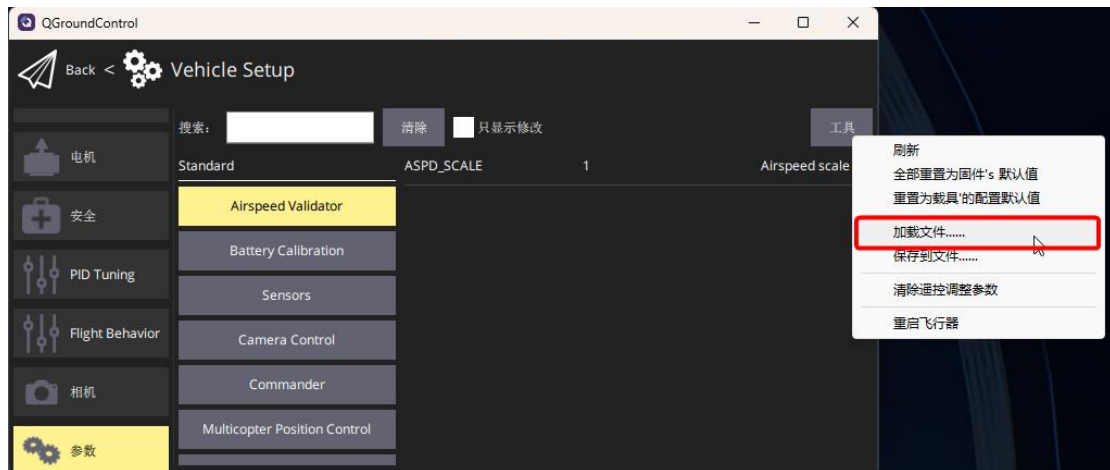 QGroundControl
Back < Vehicle Setup
搜索：
清除
只显示修改
工具
电机
安全
PID Tuning
Flight Behavior
相机
参数
Standard
Airspeed Validator
Battery Calibration
Sensors
Camera Control
Commander
Multicopter Position Control
ASPD_SCALE 1 Airspeed scale
刷新
全部重置为固件's 默认值
重置为载具'的配置默认值
加载文件......
保存到文件......
清除遥控调整参数
重启飞行器